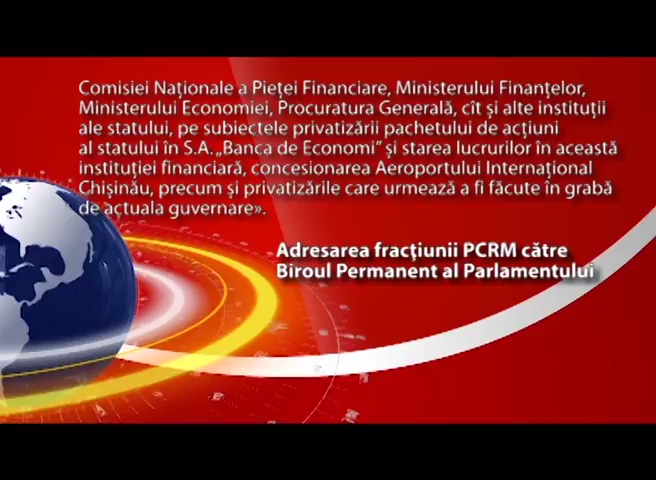 Comisiei Naționale a Pieței Financiare, Ministerului Finanțelor,
Ministerului Economiei, Procuratura Generală, cît și alte instituții
ale statului, pe subiectele privatizării pachetului de acțiuni
al statului în S.A. „Banca de Economi” și starea lucrurilor în această
instituției financiară, concesionarea Aeroportului Internațional
Chișinău, precum și privatizările care urmează a fi făcute în grabă
de actuala guvernare».
Adresarea fracțiunii PCRM către
Biroul Permanent al Parlamentului